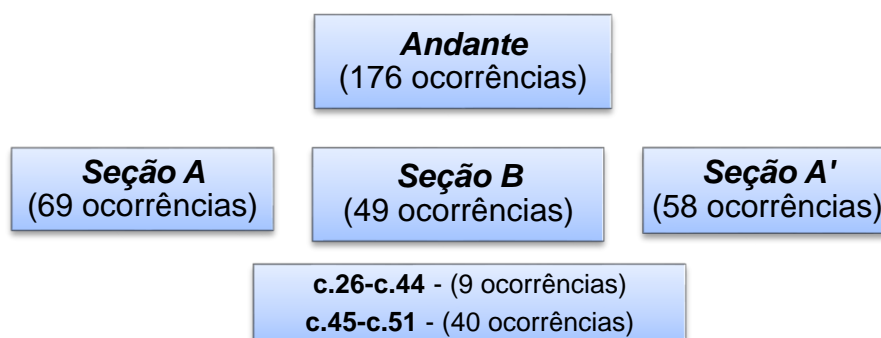 Andante
(176 ocorrências)
Seção A
(69 ocorrências)
Seção B
(49 ocorrências)
Seção A'
(58 ocorrências)
c.26-c.44 - (9 ocorrências)
c.45-c.51 - (40 ocorrências)